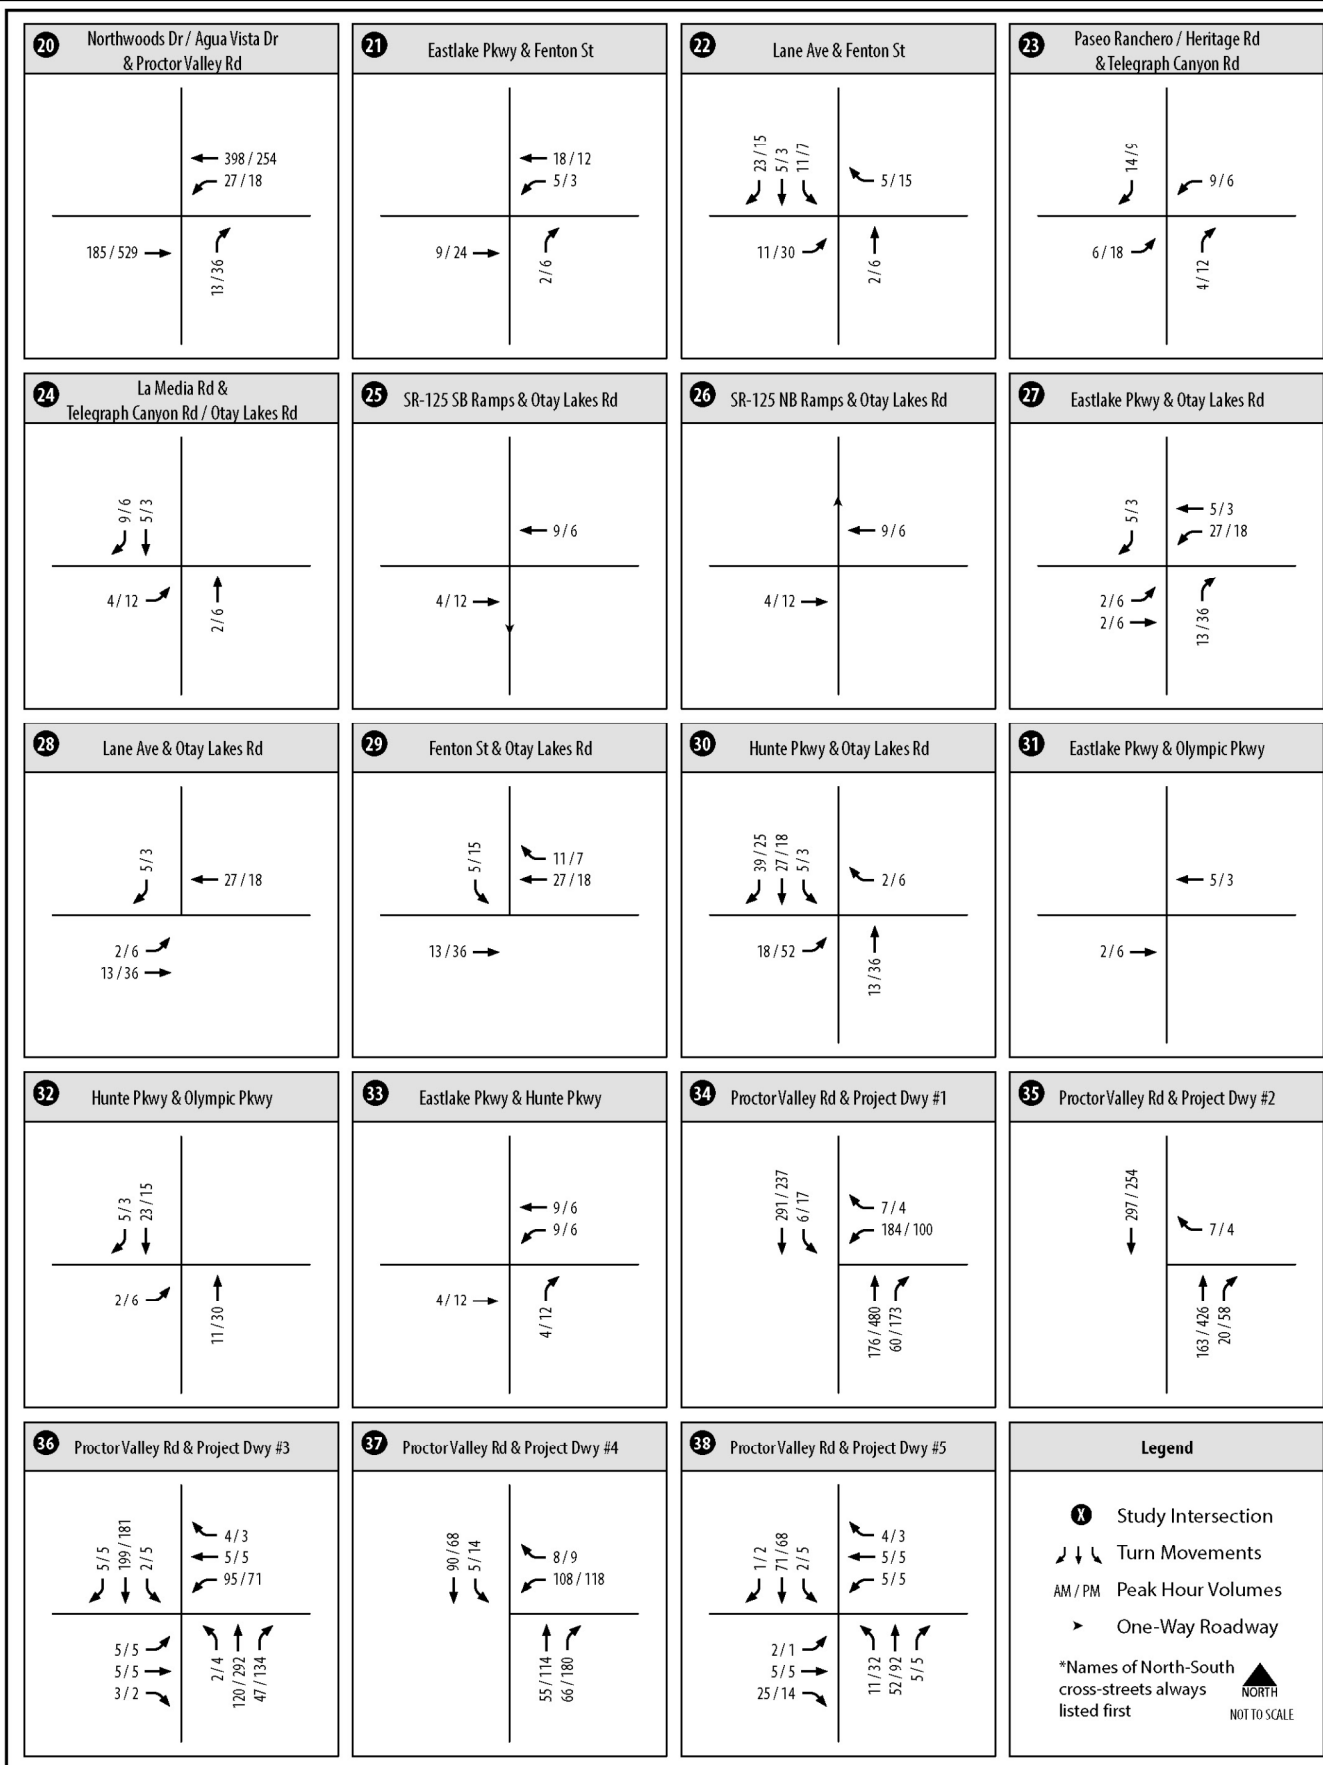 20
Northwoods Dr / Agua Vista Dr
& Proctor Valley Rd
398 / 254
27 / 18
185 / 529
13 / 36
21
Eastlake Pkwy & Fenton St
18 / 12
5 / 3
9 / 24
2 / 6
22
Lane Ave & Fenton St
23 / 15
5 / 3
11 / 7
5 / 15
11 / 30
2 / 6
23
Paseo Ranchero / Heritage Rd
& Telegraph Canyon Rd
14 / 9
9 / 6
6 / 18
4 / 12
24
La Media Rd &
Telegraph Canyon Rd / Otay Lakes Rd
9 / 6
5 / 3
4 / 12
2 / 6
25
SR-125 SB Ramps & Otay Lakes Rd
9 / 6
4 / 12
26
SR-125 NB Ramps & Otay Lakes Rd
9 / 6
4 / 12
27
Eastlake Pkwy & Otay Lakes Rd
5 / 3
5 / 3
27 / 18
2 / 6
2 / 6
13 / 36
28
Lane Ave & Otay Lakes Rd
5 / 3
27 / 18
2 / 6
13 / 36
29
Fenton St & Otay Lakes Rd
5 / 15
11 / 7
27 / 18
13 / 36
30
Hunte Pkwy & Otay Lakes Rd
39 / 25
27 / 18
5 / 3
2 / 6
18 / 52
13 / 36
31
Eastlake Pkwy & Olympic Pkwy
5 / 3
2 / 6
32
Hunte Pkwy & Olympic Pkwy
5 / 3
23 / 15
2 / 6
11 / 30
33
Eastlake Pkwy & Hunte Pkwy
9 / 6
9 / 6
4 / 12
4 / 12
34
Proctor Valley Rd & Project Dwy #1
291 / 237
6 / 17
7 / 4
184 / 100
176 / 480
60 / 173
35
Proctor Valley Rd & Project Dwy #2
297 / 254
7 / 4
163 / 426
20 / 58
36
Proctor Valley Rd & Project Dwy #3
5 / 5
199 / 181
2 / 5
4 / 3
5 / 5
95 / 71
5 / 5
5 / 5
3 / 2
2 / 4
120 / 292
47 / 134
37
Proctor Valley Rd & Project Dwy #4
90 / 68
5 / 14
8 / 9
108 / 118
55 / 114
66 / 180
38
Proctor Valley Rd & Project Dwy #5
1 / 2
71 / 68
2 / 5
4 / 3
5 / 5
5 / 5
2 / 1
5 / 5
25 / 14
11 / 32
52 / 92
5 / 5
Legend
X Study Intersection
Turn Movements
AM / PM Peak Hour Volumes
One-Way Roadway
*Names of North-South
cross-streets always
listed first
NORTH
NOT TO SCALE